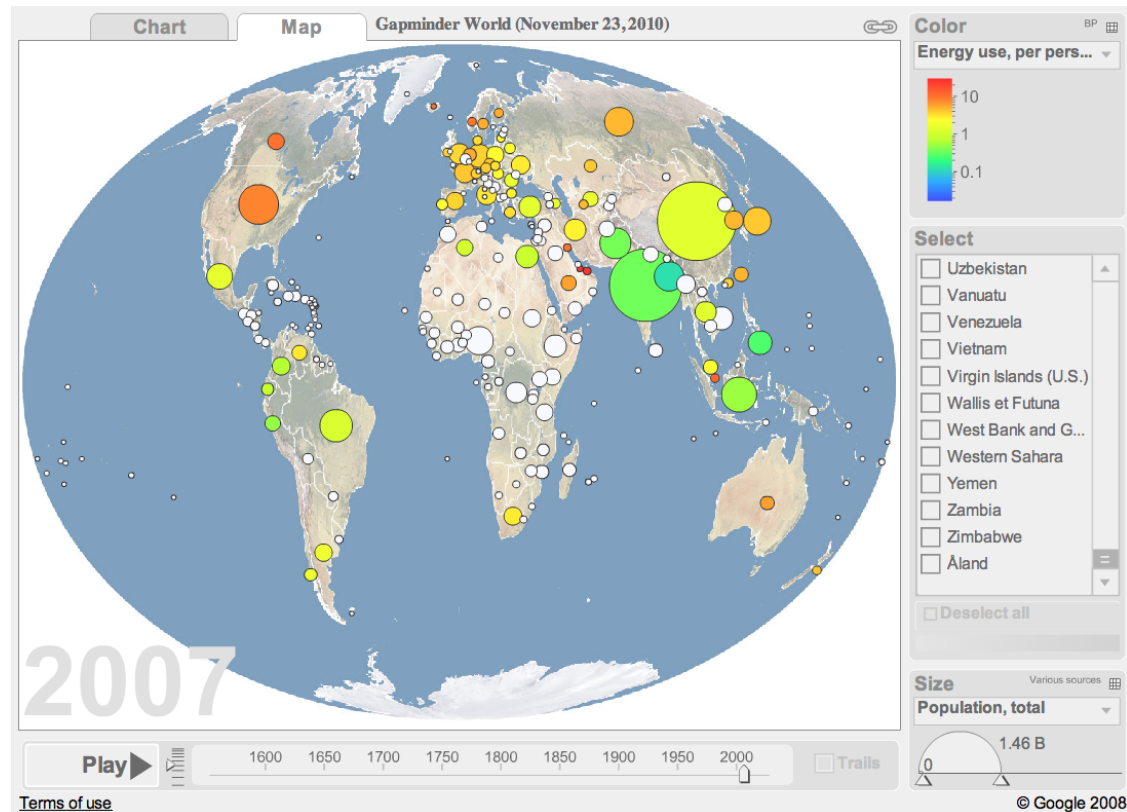 Chart
Map
Gapminder World (November 23, 2010)
Color
BP
Energy use, per pers...
10
1
0.1
Select
Uzbekistan
Vanuatu
Venezuela
Vietnam
Virgin Islands (U.S.)
Wallis et Futuna
West Bank and G...
Western Sahara
Yemen
Zambia
Zimbabwe
Åland
Deselect all
2007
Size
Various sources
Population, total
1.46 B
0
Play
1600 1650 1700 1750 1800 1850 1900 1950 2000
Trails
Terms of use
© Google 2008